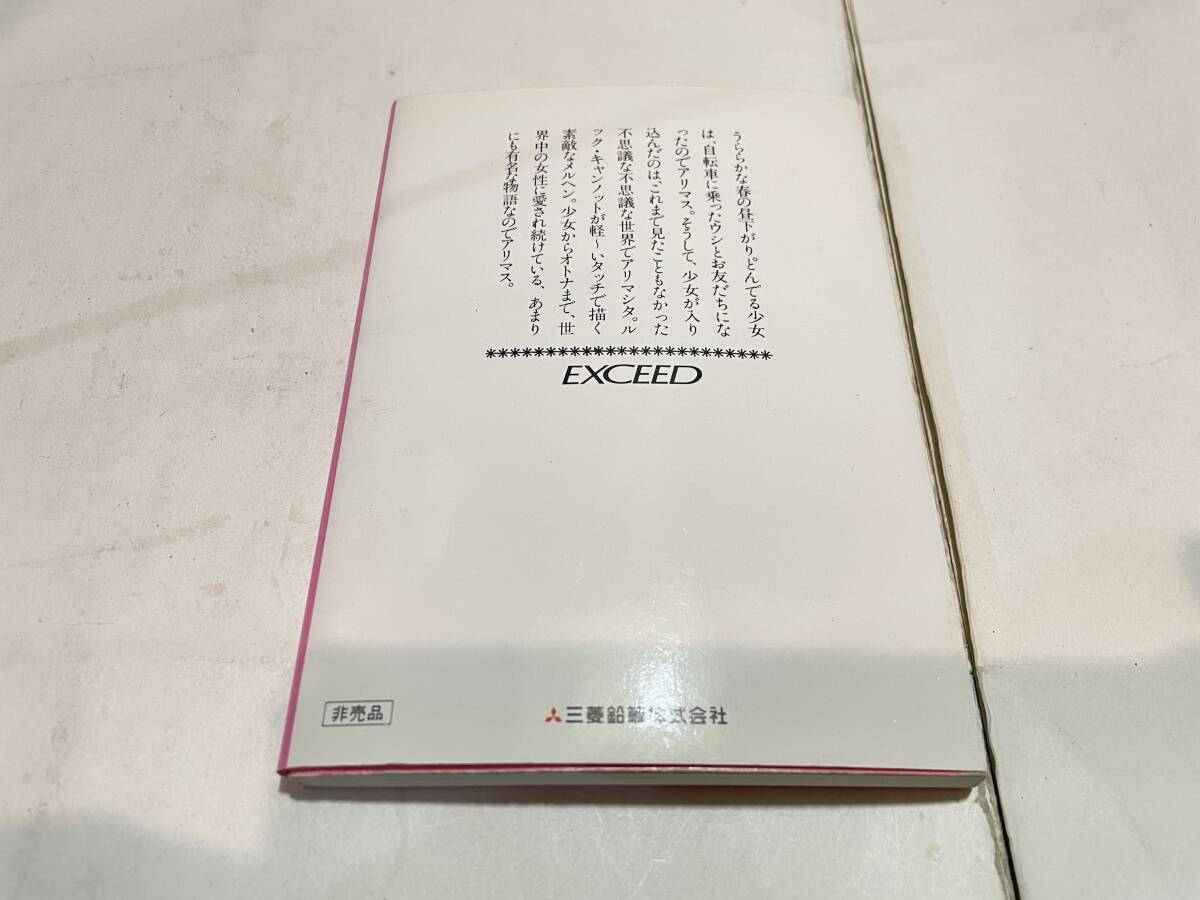 うららかな春の昼下がり。とんでる少女
は、自転車に乗ったウシとお友だちにな
ったのでアリマス。そうして、少女が入り
込んだのは、これまで見たこともなかった
不思議な不思議な世界でアリマシタ。ル
ック・キャンノットが軽〜いタッチで描く
素敵なメルヘン。少女からオトナまで、世
界中の女性に愛され続けている、あまり
にも有名な物語なのでアリマス。
************************
EXCEED
非売品
三菱鉛筆株式会社